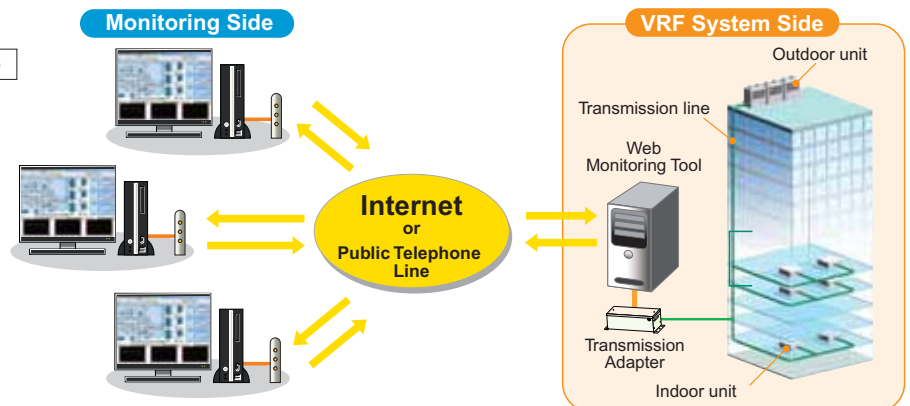 Monitoring Side
VRF System Side
Outdoor unit
Transmission line
Web
Monitoring Tool
Internet
or
Public Telephone
Line
Transmission
Adapter
Indoor unit